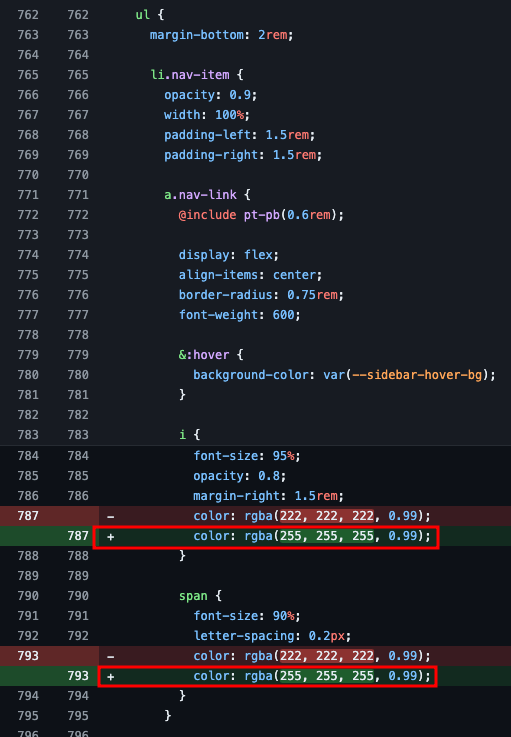 762 762 ul {
763 763 margin-bottom: 2rem;
764 764
765 765 li.nav-item {
766 766 opacity: 0.9;
767 767 width: 100%;
768 768 padding-left: 1.5rem;
769 769 padding-right: 1.5rem;
770 770
771 771 a.nav-link {
772 772 @include pt-pb(0.6rem);
773 773
774 774 display: flex;
775 775 align-items: center;
776 776 border-radius: 0.75rem;
777 777 font-weight: 600;
778 778
779 779 &:hover {
780 780 background-color: var(--sidebar-hover-bg);
781 781 }
782 782
783 783 i {
784 784 font-size: 95%;
785 785 opacity: 0.8;
786 786 margin-right: 1.5rem;
787 - color: rgba(222, 222, 222, 0.99);
787 + color: rgba(255, 255, 255, 0.99);
788 788 }
789 789
790 790 span {
791 791 font-size: 90%;
792 792 letter-spacing: 0.2px;
793 - color: rgba(222, 222, 222, 0.99);
793 + color: rgba(255, 255, 255, 0.99);
794 794 }
795 795 }
796 796